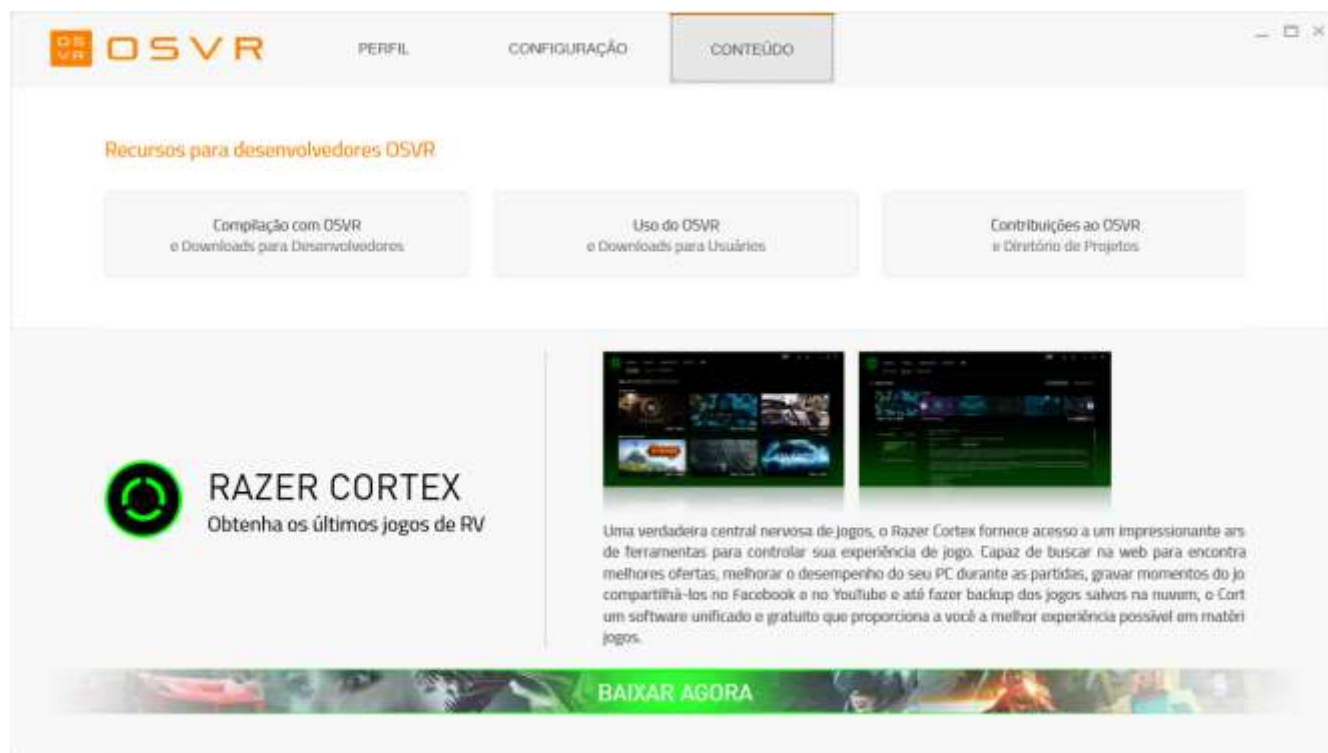 OS
VR
OSVR
PERFIL
CONFIGURAÇÃO
CONTEÚDO
Recursos para desenvolvedores OSVR
Compilação com OSVR
e Downloads para Desenvolvedores
Uso do OSVR
e Downloads para Usuários
Contribuições ao OSVR
e Diretório de Projetos
RAZER CORTEX
Obtenha os últimos jogos de RV
Uma verdadeira central nervosa de jogos, o Razer Cortex fornece acesso a um impressionante ars
de ferramentas para controlar sua experiência de jogo. Capaz de buscar na web para encontra
melhores ofertas, melhorar o desempenho do seu PC durante as partidas, gravar momentos do jo
compartilhá-los no Facebook e no YouTube e até fazer backup dos jogos salvos na nuvem, o Cort
um software unificado e gratuito que proporciona a você a melhor experiência possível em matéri
jogos.
BAIXAR AGORA